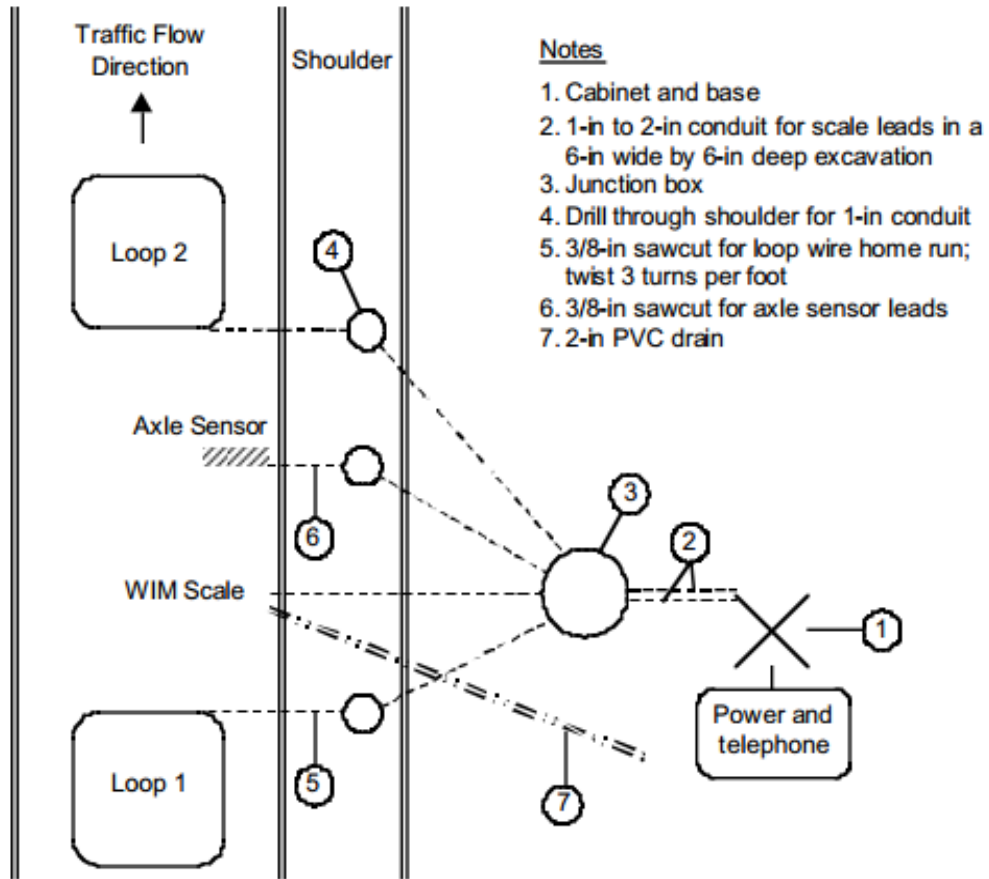 Traffic Flow
Direction
Shoulder
Notes
1. Cabinet and base
2. 1-in to 2-in conduit for scale leads in a
6-in wide by 6-in deep excavation
3. Junction box
4. Drill through shoulder for 1-in conduit
5. 3/8-in sawcut for loop wire home run;
twist 3 turns per foot
6. 3/8-in sawcut for axle sensor leads
7. 2-in PVC drain
Loop 2
4
Axle Sensor
6
3
2
WIM Scale
1
Power and
telephone
Loop 1
5
7